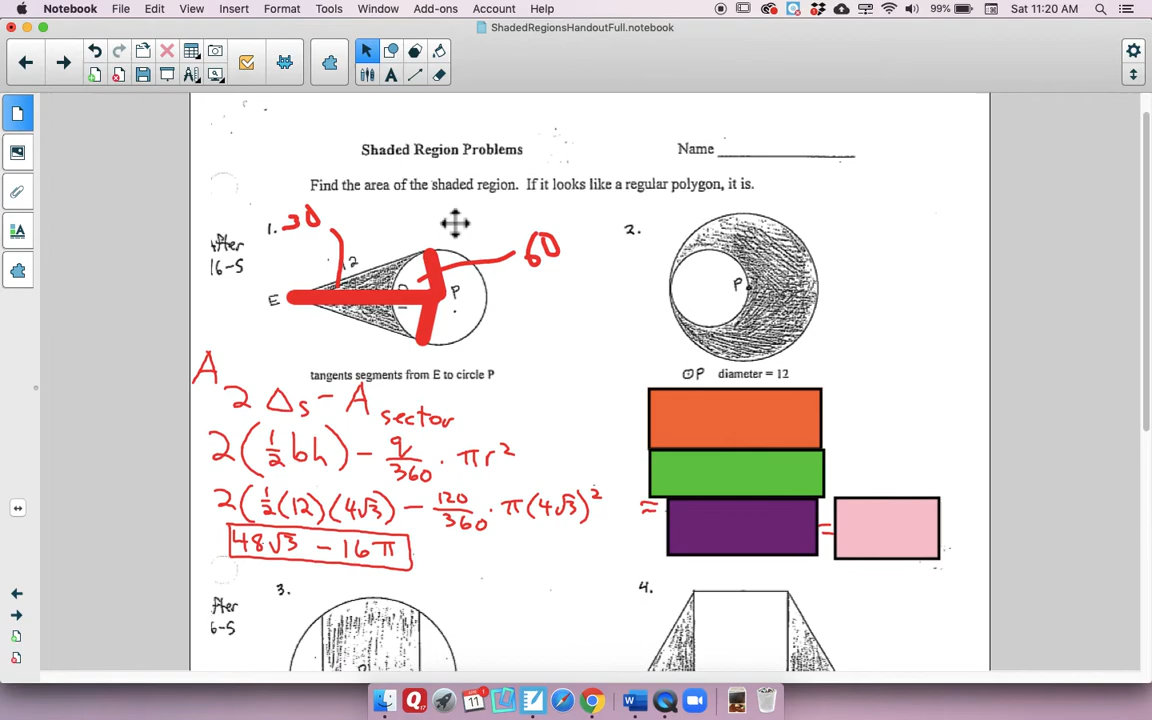 Notebook File Edit View Insert Format Tools Window Add-ons Account Help 99% Sat 11:20 AM
ShadedRegionsHandoutFull.notebook
Shaded Region Problems
Name
Find the area of the shaded region. If it looks like a regular polygon, it is.
1. 30
2.
After
16-5
12
60
E
P
P
tangents segments from E to circle P
⊙P diameter = 12
A
2 △s - A sector
2(½bh) - q/360 · πr²
2(½(12)(4√3) - 120/360 · π(4√3)² ≈
48√3 - 16π
=
3.
4.
fter
6-5